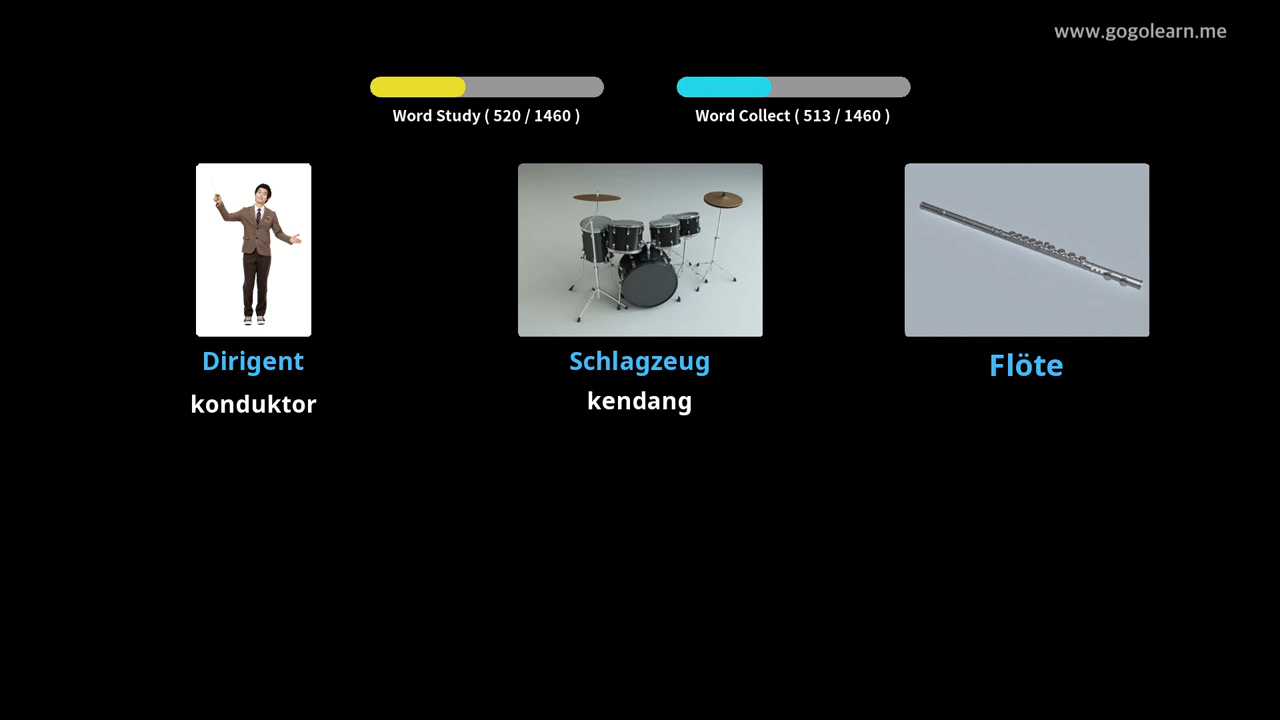 www.gogolearn.me
Word Study ( 520 / 1460 )
Word Collect ( 513 / 1460 )
Dirigent
Schlagzeug
Flöte
konduktor
kendang